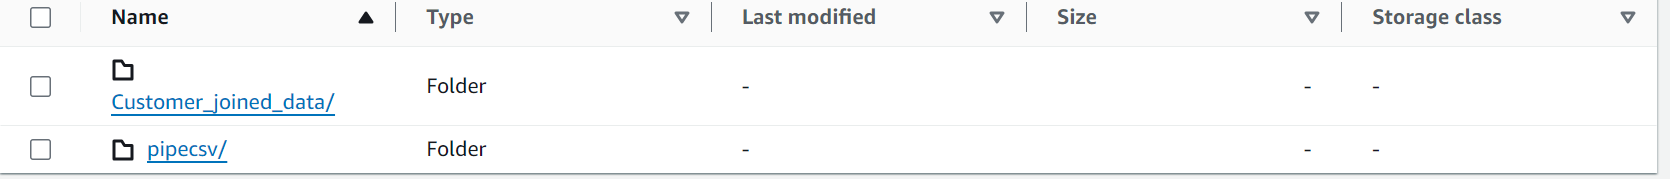 Name Type Last modified Size Storage class
Customer_joined_data/ Folder - - -
pipecsv/ Folder - - -